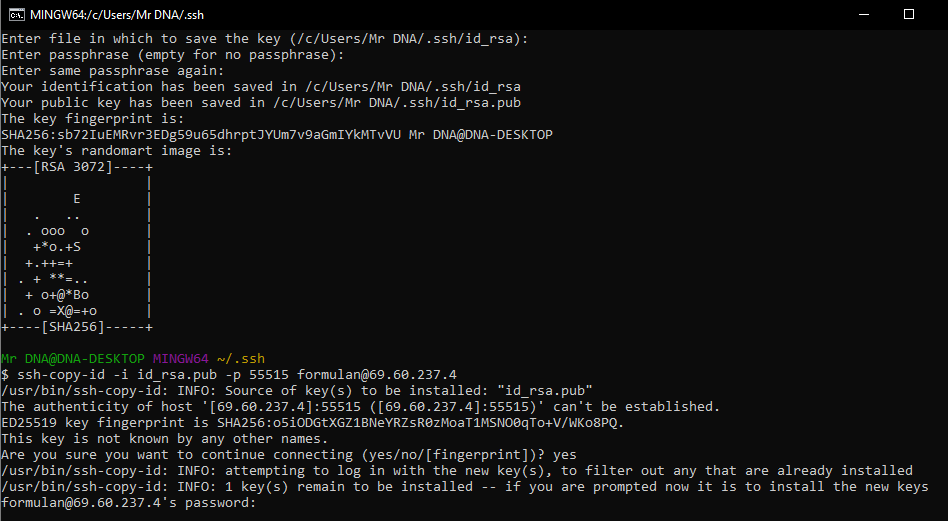 MINGW64:/c/Users/Mr DNA/.ssh
Enter file in which to save the key (/c/Users/Mr DNA/.ssh/id_rsa):
Enter passphrase (empty for no passphrase):
Enter same passphrase again:
Your identification has been saved in /c/Users/Mr DNA/.ssh/id_rsa
Your public key has been saved in /c/Users/Mr DNA/.ssh/id_rsa.pub
The key fingerprint is:
SHA256:sb72IuEMRvr3EDg59u65dhrptJYUm7v9aGmIYkMTvVU Mr DNA@DNA-DESKTOP
The key's randomart image is:
+---[RSA 3072]----+
|                 |
|        E        |
|   .   ..        |
|  . ooo  o       |
|   +*o.+S        |
|  +.++=+         |
| . + **=..       |
|  + o+@*Bo       |
| . o =X@=+o      |
+----[SHA256]-----+
Mr DNA@DNA-DESKTOP MINGW64 ~/.ssh
$ ssh-copy-id -i id_rsa.pub -p 55515 formulan@69.60.237.4
/usr/bin/ssh-copy-id: INFO: Source of key(s) to be installed: "id_rsa.pub"
The authenticity of host '[69.60.237.4]:55515 ([69.60.237.4]:55515)' can't be established.
ED25519 key fingerprint is SHA256:o5iODGtXGZ1BNeYRZsR0zMoaT1MSNO0qTo+V/WKo8PQ.
This key is not known by any other names.
Are you sure you want to continue connecting (yes/no/[fingerprint])? yes
/usr/bin/ssh-copy-id: INFO: attempting to log in with the new key(s), to filter out any that are already installed
/usr/bin/ssh-copy-id: INFO: 1 key(s) remain to be installed -- if you are prompted now it is to install the new keys
formulan@69.60.237.4's password: